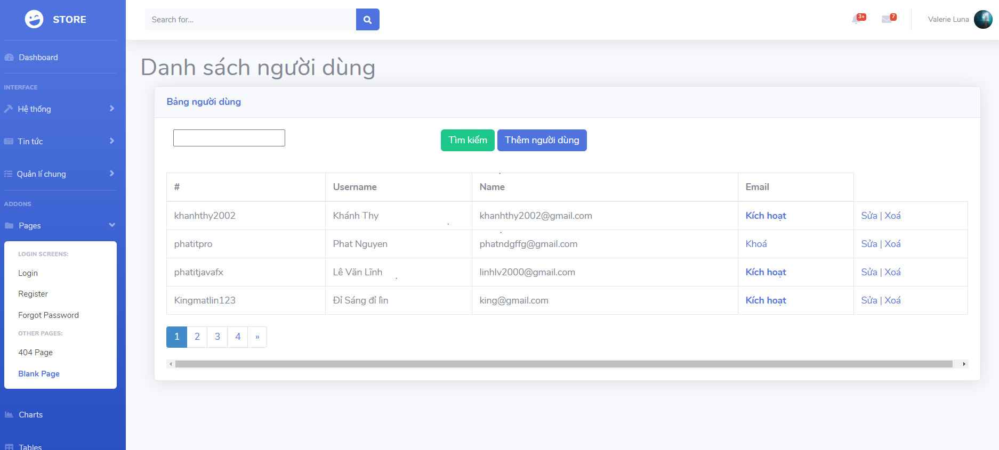 STORE
Search for...
3+
7
Valerie Luna
Dashboard
INTERFACE
Hệ thống
Tin tức
Quản lí chung
ADDONS
Pages
LOGIN SCREENS:
Login
Register
Forgot Password
OTHER PAGES:
404 Page
Blank Page
Charts
Tables
Danh sách người dùng
Bảng người dùng
Tìm kiếm Thêm người dùng
# Username Name Email
khanhthy2002 Khánh Thy khanhthy2002@gmail.com Kích hoạt Sửa | Xoá
phatitpro Phat Nguyen phatndgffg@gmail.com Khoá Sửa | Xoá
phatitjavafx Lê Văn Lĩnh linhlv2000@gmail.com Kích hoạt Sửa | Xoá
Kingmatlin123 Đỉ Sáng đỉ lìn king@gmail.com Kích hoạt Sửa | Xoá
1 2 3 4 »